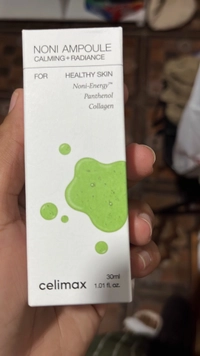 NONI AMPOULE
CALMING + RADIANCE
FOR HEALTHY SKIN
Noni-Energy™
Panthenol
Collagen
30ml
celimax 1.01 fl. oz.